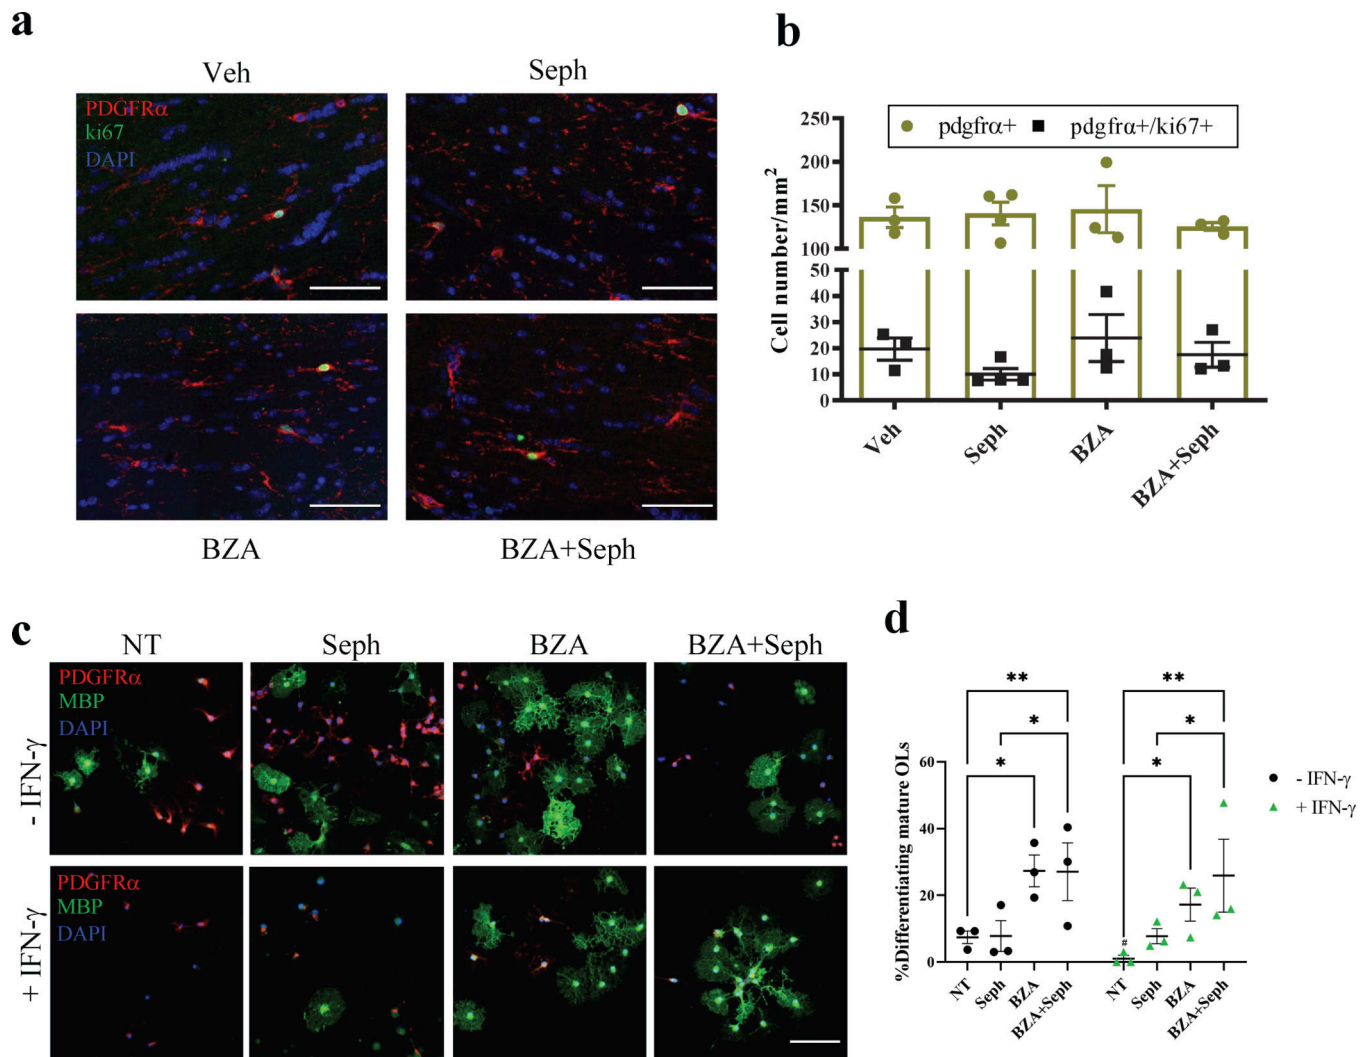 a
Veh
Seph
PDGFRα
ki67
DAPI
BZA
BZA+Seph
b
pdgfrα+
pdgfrα+/ki67+
Cell number/mm²
250
200
150
100
50
40
30
20
10
0
Veh
Seph
BZA
BZA+Seph
c
NT
Seph
BZA
BZA+Seph
- IFN-γ
PDGFRα
MBP
DAPI
+ IFN-γ
PDGFRα
MBP
DAPI
d
** **
* *
* *
%Differentiating mature OLs
60
40
20
0
#
NT
Seph
BZA
BZA+Seph
NT
Seph
BZA
BZA+Seph
- IFN-γ
+ IFN-γ